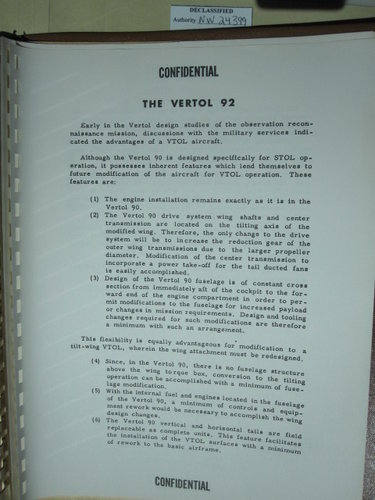 DECLASSIFIED
Authority NW 24399
CONFIDENTIAL
THE VERTOL 92
Early in the Vertol design studies of the observation recon-
naissance mission, discussions with the military services indi-
cated the advantages of a VTOL aircraft.
Although the Vertol 90 is designed specifically for STOL op-
eration, it possesses inherent features which lend themselves to
future modification of the aircraft for VTOL operation. These
features are:
(1) The engine installation remains exactly as it is in the
Vertol 90.
(2) The Vertol 90 drive system wing shafts and center
transmission are located on the tilting axis of the
modified wing. Therefore, the only change to the drive
system will be to increase the reduction gear of the
outer wing transmissions due to the larger propeller
diameter. Modification of the center transmission to
incorporate a power take-off for the tail ducted fans
is easily accomplished.
(3) Design of the Vertol 90 fuselage is of constant cross
section from immediately aft of the cockpit to the for-
ward end of the engine compartment in order to per-
mit modifications to the fuselage for increased payload
or changes in mission requirements. Design and tooling
changes required for such modifications are therefore
a minimum with such an arrangement.
This flexibility is equally advantageous for modification to a
tilt-wing VTOL, wherein the wing attachment must be redesigned.
(4) Since, in the Vertol 90, there is no fuselage structure
above the wing torque box, conversion to the tilting
operation can be accomplished with a minimum of fuse-
lage modification.
(5) With the internal fuel and engines located in the fuselage
of the Vertol 90, a minimum of controls and equip-
ment rework would be necessary to accomplish the wing
design changes.
(6) The Vertol 90 vertical and horizontal tails are field
replaceable as complete units. This feature facilitates
the installation of the VTOL surfaces with a minimum
of rework to the basic airframe.
CONFIDENTIAL